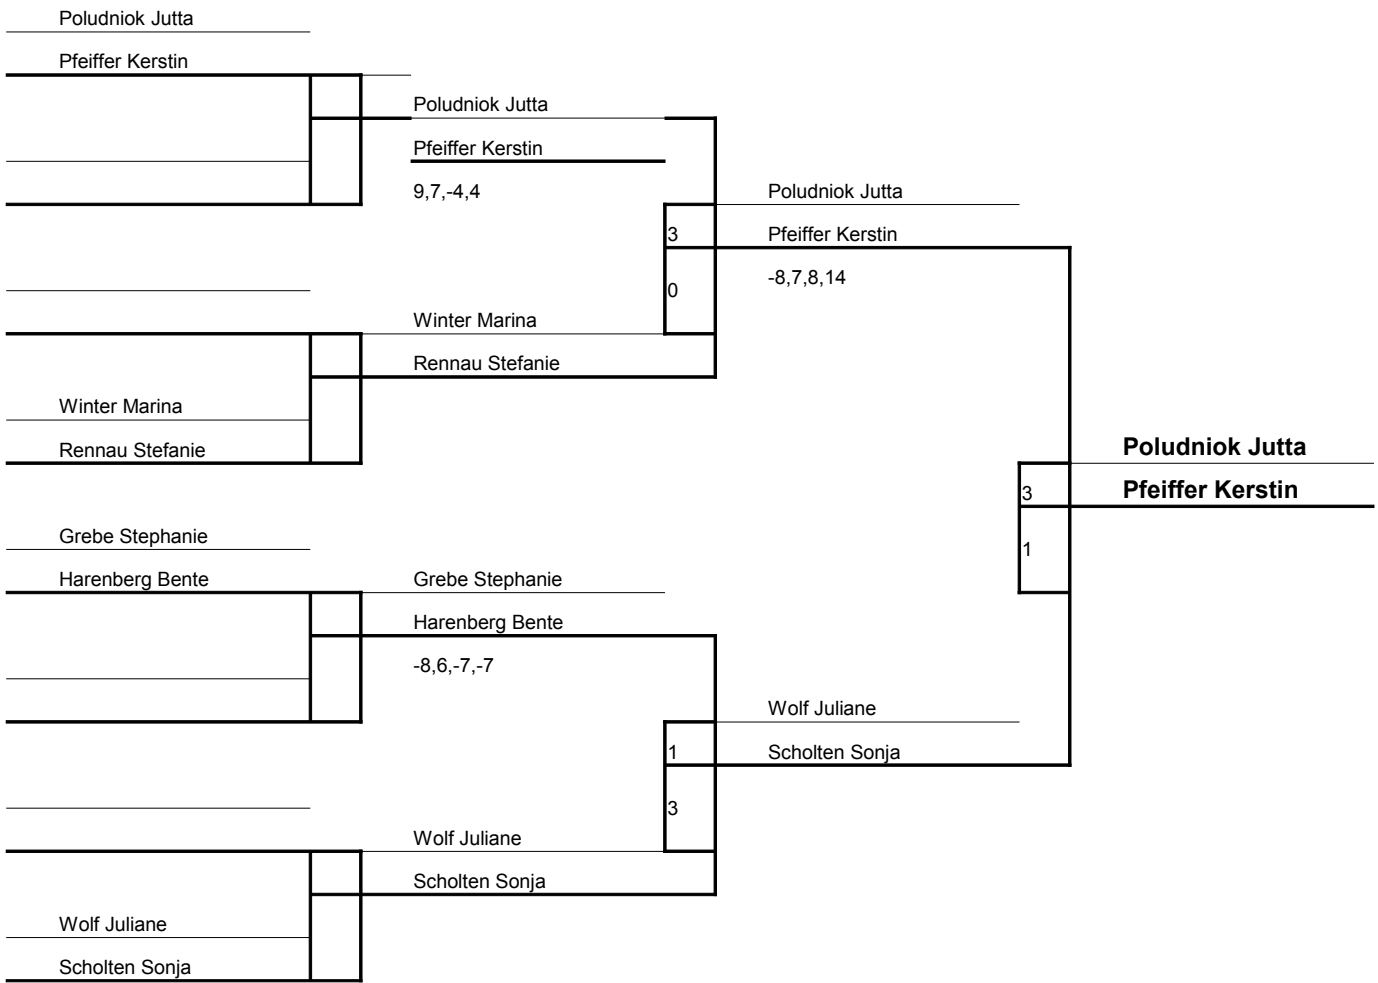 Poludniok Jutta
Pfeiffer Kerstin
Poludniok Jutta
Pfeiffer Kerstin
9,7,-4,4
Poludniok Jutta
3
Pfeiffer Kerstin
-8,7,8,14
0
Winter Marina
Rennau Stefanie
Winter Marina
Rennau Stefanie
Poludniok Jutta
3
Pfeiffer Kerstin
1
Grebe Stephanie
Harenberg Bente
Grebe Stephanie
Harenberg Bente
-8,6,-7,-7
Wolf Juliane
1
Scholten Sonja
3
Wolf Juliane
Scholten Sonja
Wolf Juliane
Scholten Sonja